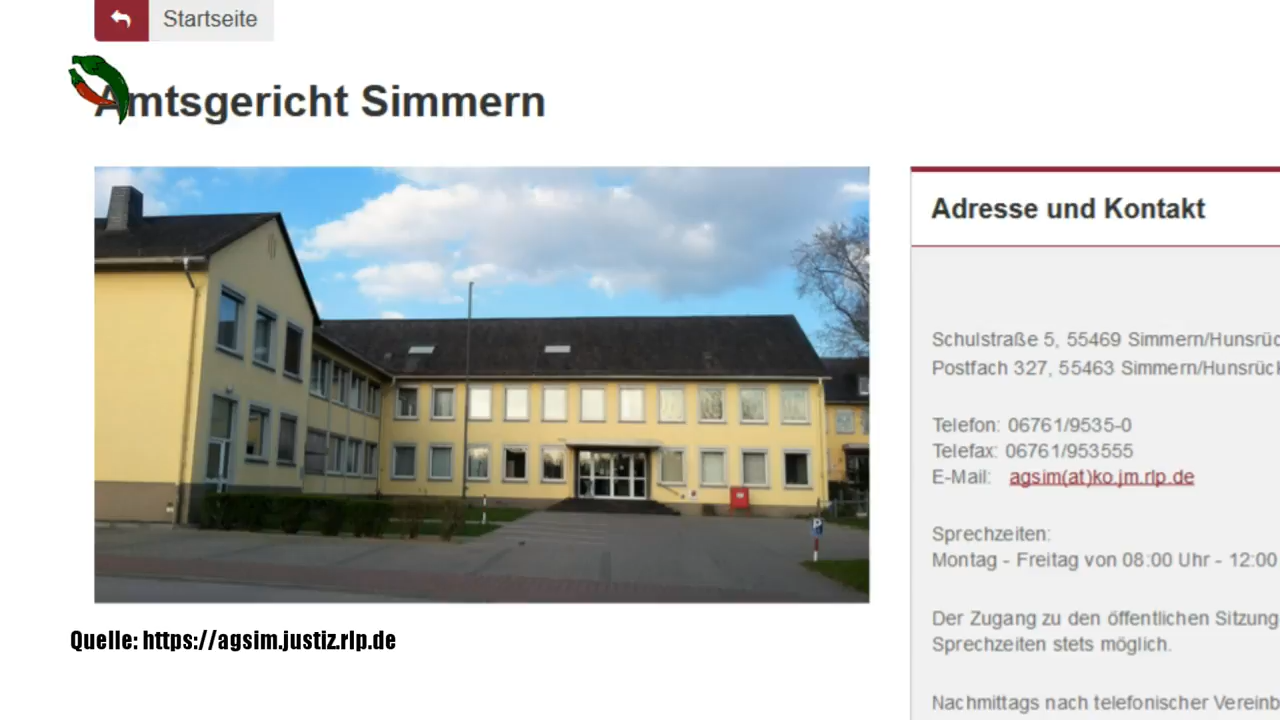 Startseite
Amtsgericht Simmern
Adresse und Kontakt
Schulstraße 5, 55469 Simmern/Hunsrüc
Postfach 327, 55463 Simmern/Hunsrück
Telefon: 06761/9535-0
Telefax: 06761/953555
E-Mail: agsim(at)ko.jm.rlp.de
Sprechzeiten:
Montag - Freitag von 08:00 Uhr - 12:00
Der Zugang zu den öffentlichen Sitzung
Sprechzeiten stets möglich.
Nachmittags nach telefonischer Vereinb
Quelle: https://agsim.justiz.rlp.de